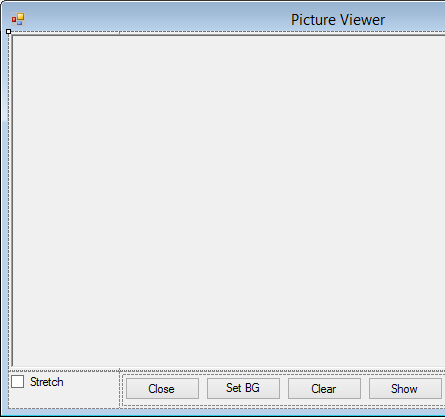 Picture Viewer
Stretch
Close
Set BG
Clear
Show